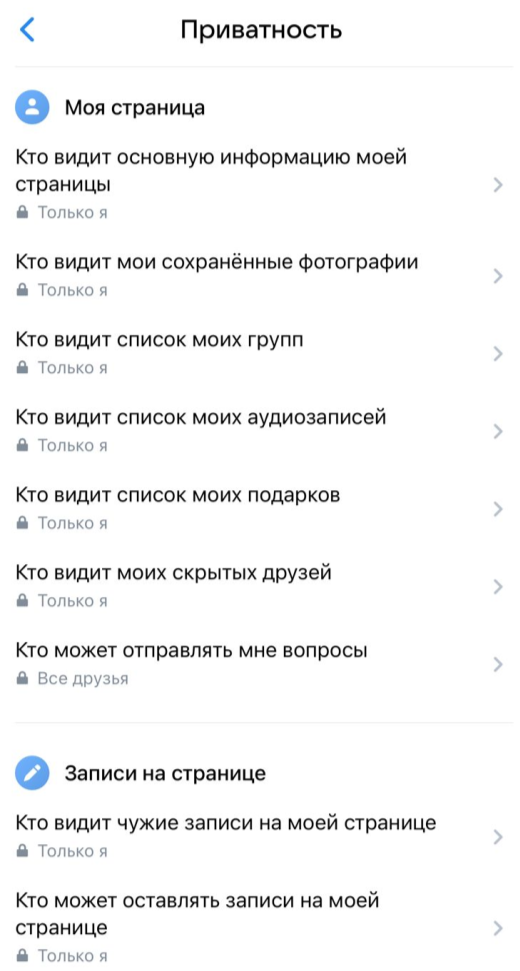 Приватность
Моя страница
Кто видит основную информацию моей
страницы
Только я
Кто видит мои сохранённые фотографии
Только я
Кто видит список моих групп
Только я
Кто видит список моих аудиозаписей
Только я
Кто видит список моих подарков
Только я
Кто видит моих скрытых друзей
Только я
Кто может отправлять мне вопросы
Все друзья
Записи на странице
Кто видит чужие записи на моей странице
Только я
Кто может оставлять записи на моей
странице
Только я